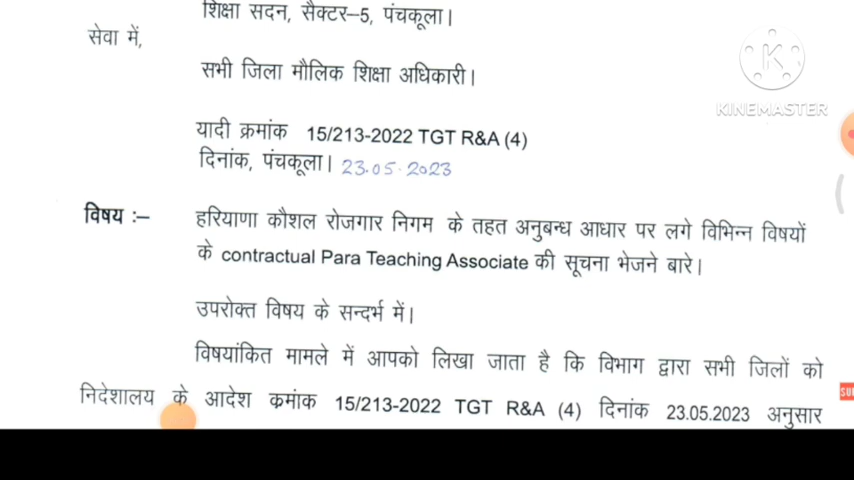 शिक्षा सदन, सैक्टर–5, पंचकूला।
सेवा में,
सभी जिला मौलिक शिक्षा अधिकारी।
KINEMASTER
यादी क्रमांक 15/213-2022 TGT R&A (4)
दिनांक, पंचकूला। 23.05.2023
विषय :– हरियाणा कौशल रोजगार निगम के तहत अनुबन्ध आधार पर लगे विभिन्न विषयों
के contractual Para Teaching Associate की सूचना भेजने बारे।
उपरोक्त विषय के सन्दर्भ में।
विषयांकित मामले में आपको लिखा जाता है कि विभाग द्वारा सभी जिलों को
निदेशालय के आदेश कमांक 15/213-2022 TGT R&A (4) दिनांक 23.05.2023 अनुसार